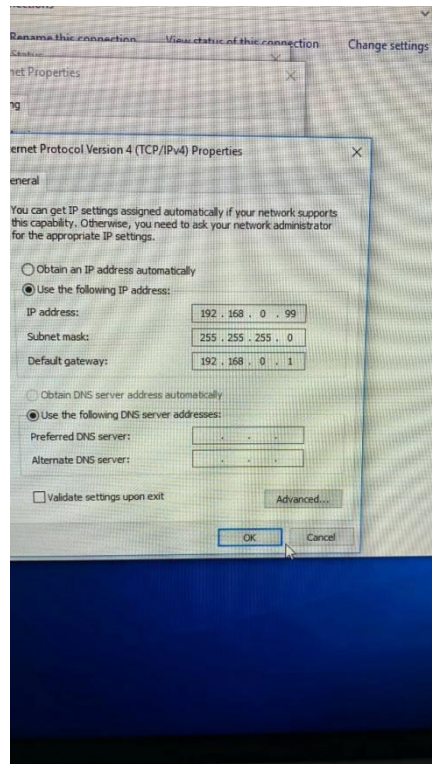 Rename this connection View status of this connection Change settings
Status
net Properties
ng
ernet Protocol Version 4 (TCP/IPv4) Properties
eneral
You can get IP settings assigned automatically if your network supports
this capability. Otherwise, you need to ask your network administrator
for the appropriate IP settings.
Obtain an IP address automatically
Use the following IP address:
IP address: 192 . 168 . 0 . 99
Subnet mask: 255 . 255 . 255 . 0
Default gateway: 192 . 168 . 0 . 1
Obtain DNS server address automatically
Use the following DNS server addresses:
Preferred DNS server: . . .
Alternate DNS server: . . .
Validate settings upon exit Advanced...
OK Cancel